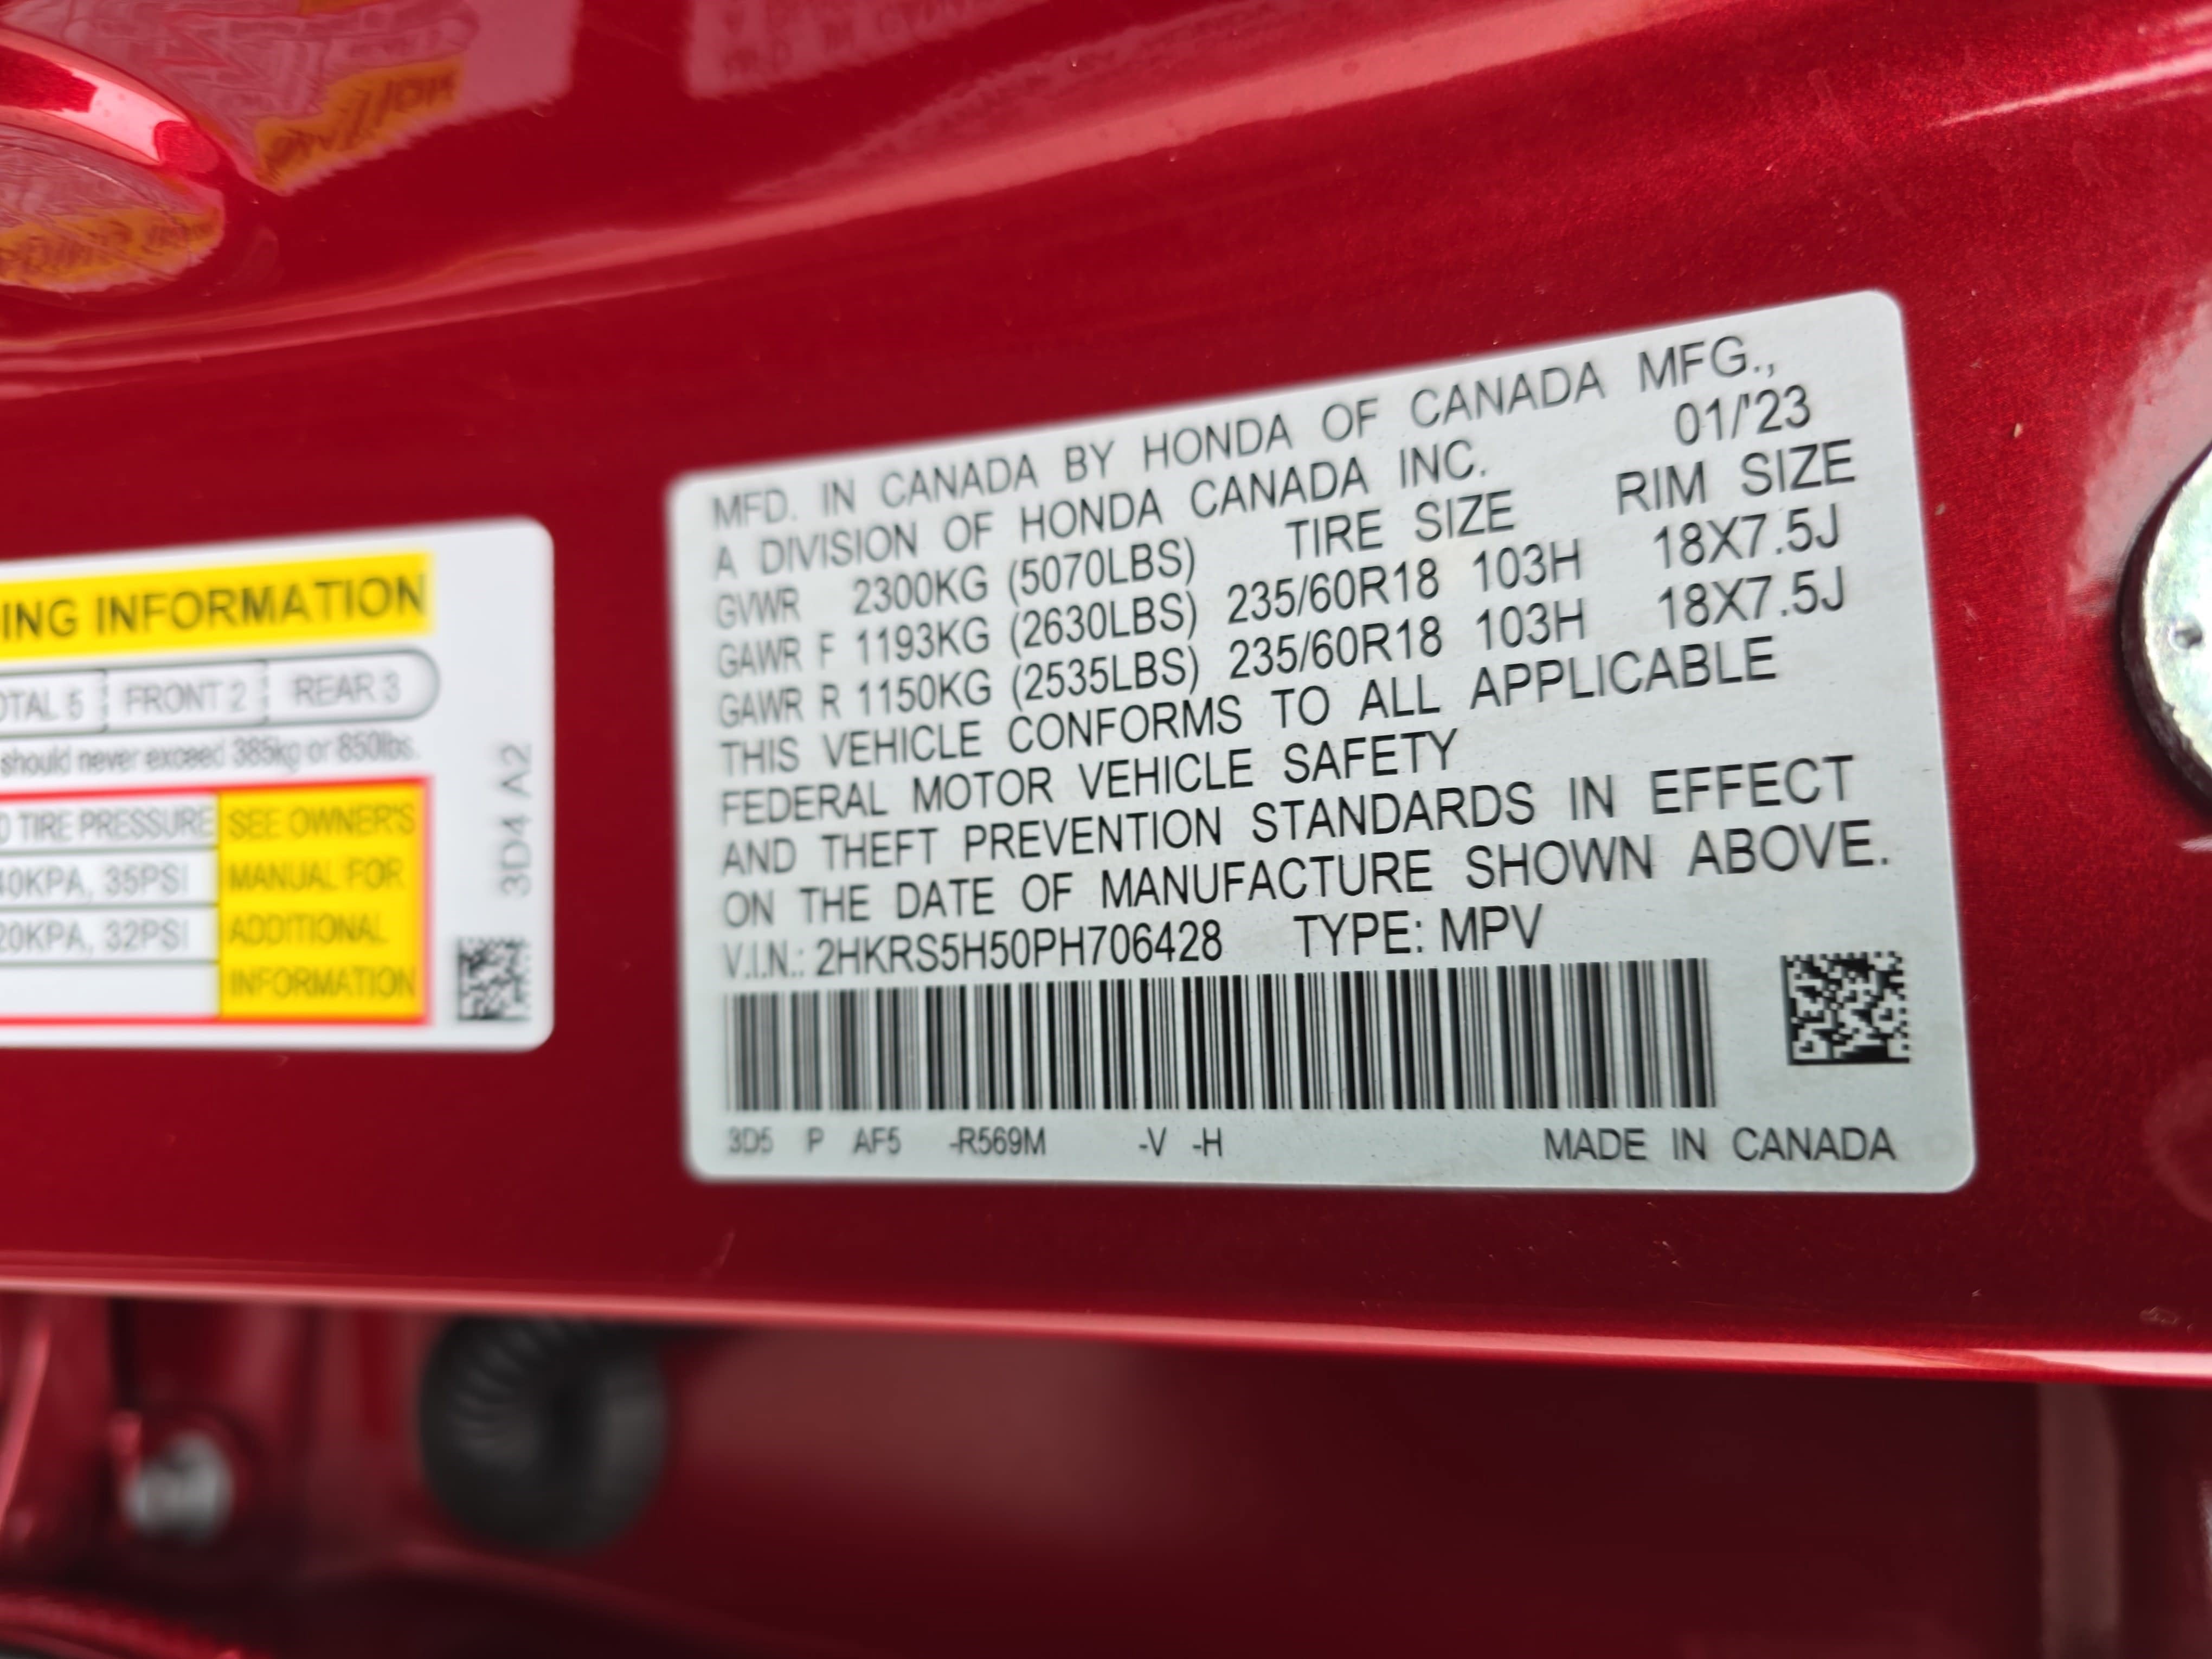 ING INFORMATION
OTAL 5 FRONT 2 REAR 3
should never exceed 385kg or 850lbs.
TIRE PRESSURE SEE OWNER'S
40KPA, 35PSI MANUAL FOR
20KPA, 32PSI ADDITIONAL
INFORMATION
3D4 A2
MFD. IN CANADA BY HONDA OF CANADA MFG.,
A DIVISION OF HONDA CANADA INC. 01/'23
GVWR 2300KG (5070LBS) TIRE SIZE RIM SIZE
GAWR F 1193KG (2630LBS) 235/60R18 103H 18X7.5J
GAWR R 1150KG (2535LBS) 235/60R18 103H 18X7.5J
THIS VEHICLE CONFORMS TO ALL APPLICABLE
FEDERAL MOTOR VEHICLE SAFETY
AND THEFT PREVENTION STANDARDS IN EFFECT
ON THE DATE OF MANUFACTURE SHOWN ABOVE.
V.I.N.: 2HKRS5H50PH706428 TYPE: MPV
3D5 P AF5 -R569M -V -H MADE IN CANADA